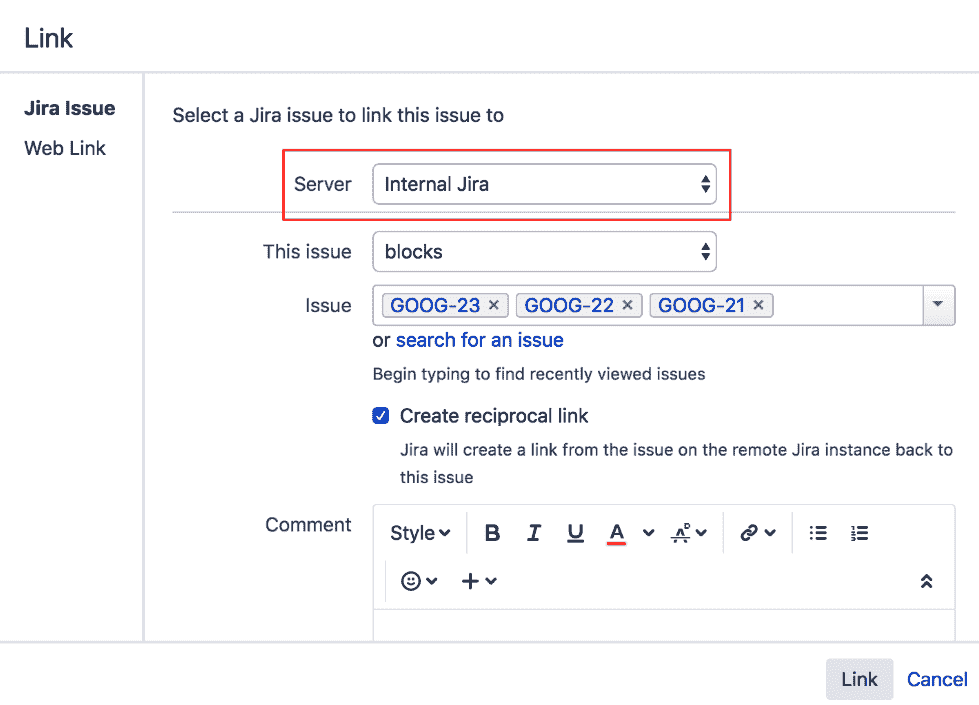 Link
Jira Issue
Web Link
Select a Jira issue to link this issue to
Server Internal Jira
This issue blocks
Issue GOOG-23 × GOOG-22 × GOOG-21 ×
or search for an issue
Begin typing to find recently viewed issues
Create reciprocal link
Jira will create a link from the issue on the remote Jira instance back to
this issue
Comment Style B I U A
Link Cancel